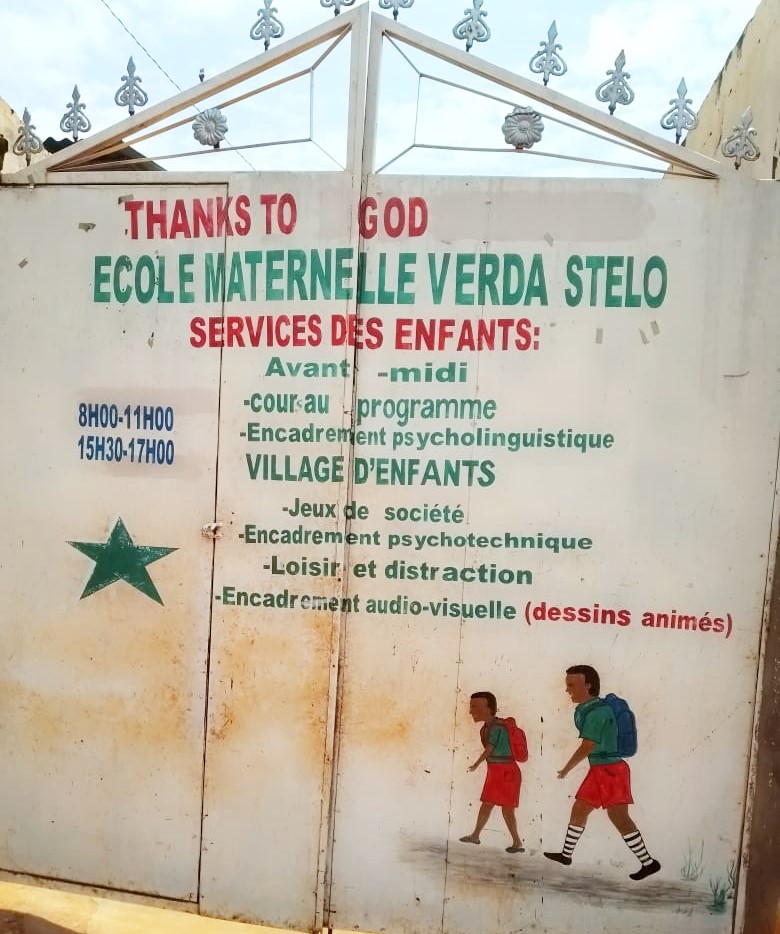 THANKS TO GOD
ECOLE MATERNELLE VERDA STELO
SERVICES DES ENFANTS:
Avant -midi
8H00-11H00
-cours au programme
15H30-17H00
-Encadrement psycholinguistique
VILLAGE D'ENFANTS
-Jeux de société
-Encadrement psychotechnique
-Loisir et distraction
-Encadrement audio-visuelle (dessins animés)